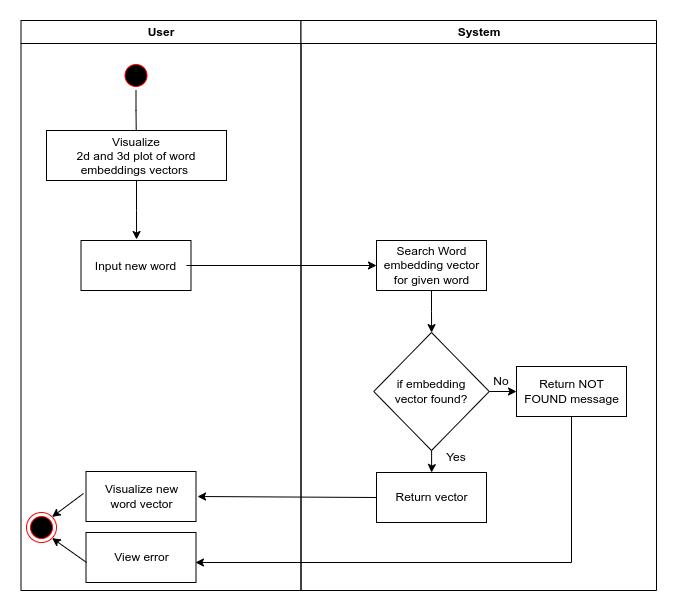 User
System
Visualize
2d and 3d plot of word
embeddings vectors
Input new word
Search Word
embedding vector
for given word
if embedding
vector found?
No
Return NOT
FOUND message
Yes
Visualize new
word vector
Return vector
View error